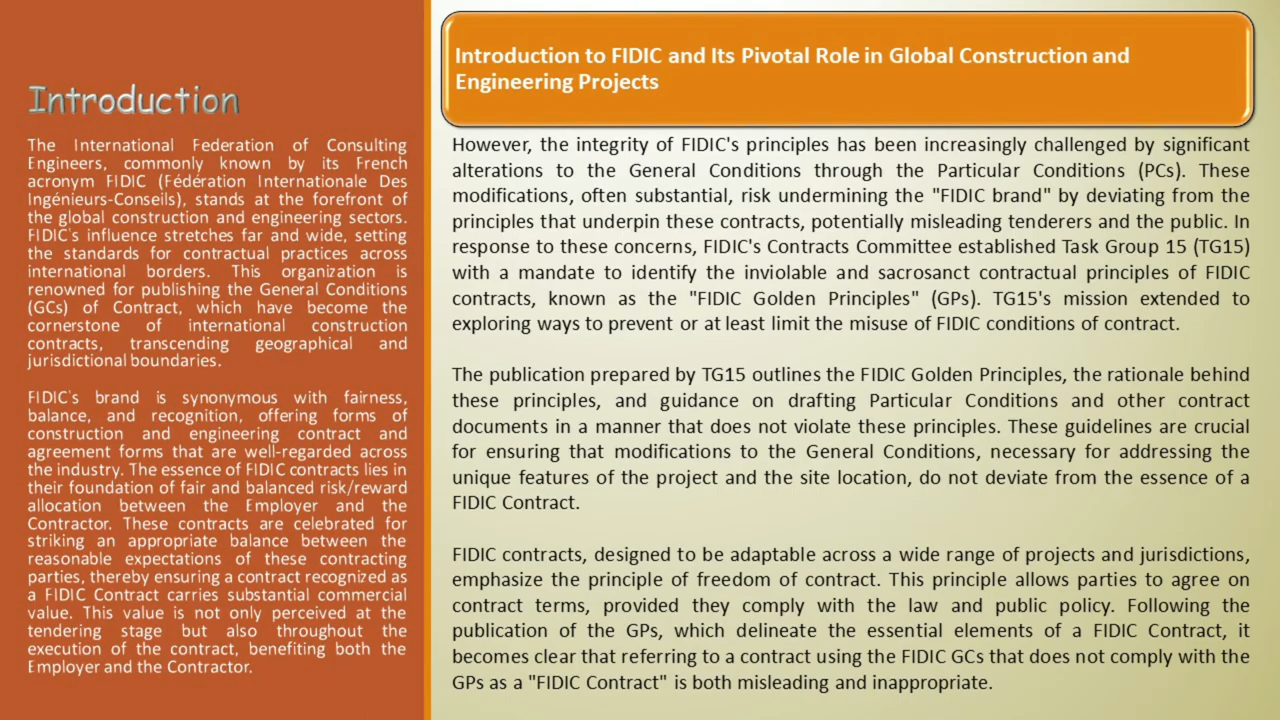 Introduction
The International Federation of Consulting
Engineers, commonly known by its French
acronym FIDIC (Fédération Internationale Des
Ingénieurs-Conseils), stands at the forefront of
the global construction and engineering sectors.
FIDIC's influence stretches far and wide, setting
the standards for contractual practices across
international borders. This organization is
renowned for publishing the General Conditions
(GCs) of Contract, which have become the
cornerstone of international construction
contracts, transcending geographical and
jurisdictional boundaries.
FIDIC's brand is synonymous with fairness,
balance, and recognition, offering forms of
construction and engineering contract and
agreement forms that are well-regarded across
the industry. The essence of FIDIC contracts lies in
their foundation of fair and balanced risk/reward
allocation between the Employer and the
Contractor. These contracts are celebrated for
striking an appropriate balance between the
reasonable expectations of these contracting
parties, thereby ensuring a contract recognized as
a FIDIC Contract carries substantial commercial
value. This value is not only perceived at the
tendering stage but also throughout the
execution of the contract, benefiting both the
Employer and the Contractor.
Introduction to FIDIC and Its Pivotal Role in Global Construction and
Engineering Projects
However, the integrity of FIDIC's principles has been increasingly challenged by significant
alterations to the General Conditions through the Particular Conditions (PCs). These
modifications, often substantial, risk undermining the "FIDIC brand" by deviating from the
principles that underpin these contracts, potentially misleading tenderers and the public. In
response to these concerns, FIDIC's Contracts Committee established Task Group 15 (TG15)
with a mandate to identify the inviolable and sacrosanct contractual principles of FIDIC
contracts, known as the "FIDIC Golden Principles" (GPs). TG15's mission extended to
exploring ways to prevent or at least limit the misuse of FIDIC conditions of contract.
The publication prepared by TG15 outlines the FIDIC Golden Principles, the rationale behind
these principles, and guidance on drafting Particular Conditions and other contract
documents in a manner that does not violate these principles. These guidelines are crucial
for ensuring that modifications to the General Conditions, necessary for addressing the
unique features of the project and the site location, do not deviate from the essence of a
FIDIC Contract.
FIDIC contracts, designed to be adaptable across a wide range of projects and jurisdictions,
emphasize the principle of freedom of contract. This principle allows parties to agree on
contract terms, provided they comply with the law and public policy. Following the
publication of the GPs, which delineate the essential elements of a FIDIC Contract, it
becomes clear that referring to a contract using the FIDIC GCs that does not comply with the
GPs as a "FIDIC Contract" is both misleading and inappropriate.